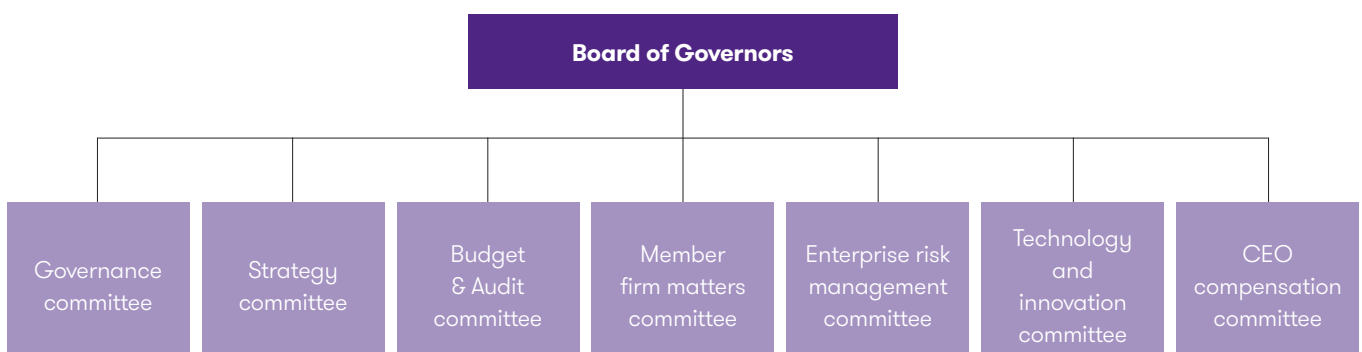 Board of Governors
Governance
committee
Strategy
committee
Budget
& Audit
committee
Member
firm matters
committee
Enterprise risk
management
committee
Technology
and
innovation
committee
CEO
compensation
committee